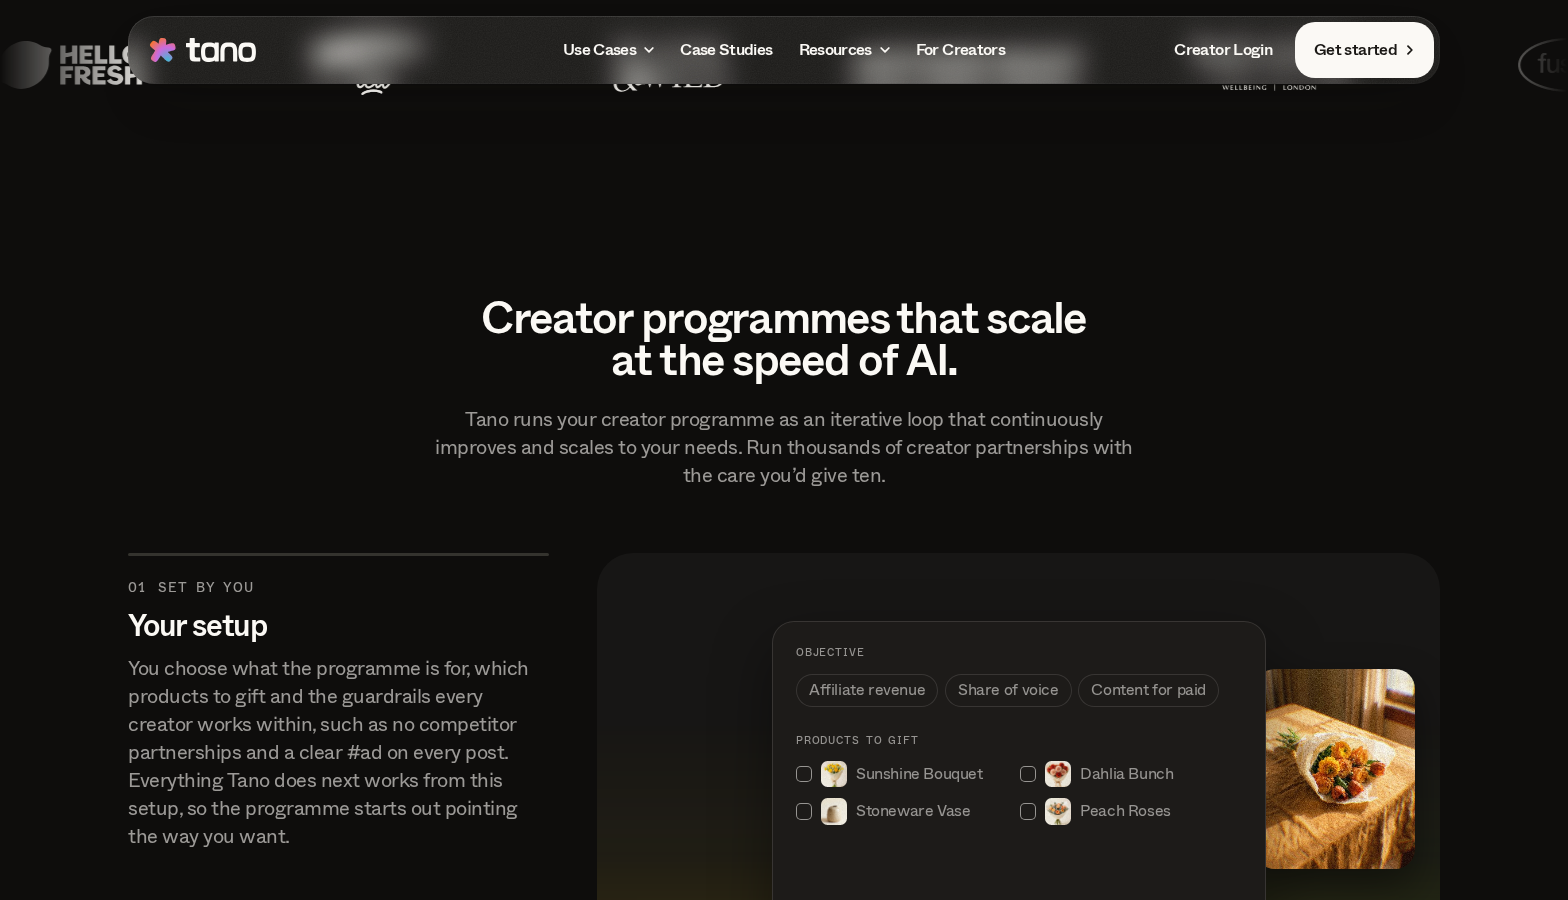 HELLO
FRESH
tano
Use Cases
Case Studies
Resources
For Creators
Creator Login
Get started
&WILD
WELLBEING | LONDON
Creator programmes that scale
at the speed of AI.
Tano runs your creator programme as an iterative loop that continuously
improves and scales to your needs. Run thousands of creator partnerships with
the care you’d give ten.
01 SET BY YOU
Your setup
You choose what the programme is for, which
products to gift and the guardrails every
creator works within, such as no competitor
partnerships and a clear #ad on every post.
Everything Tano does next works from this
setup, so the programme starts out pointing
the way you want.
OBJECTIVE
Affiliate revenue
Share of voice
Content for paid
PRODUCTS TO GIFT
Sunshine Bouquet
Dahlia Bunch
Stoneware Vase
Peach Roses